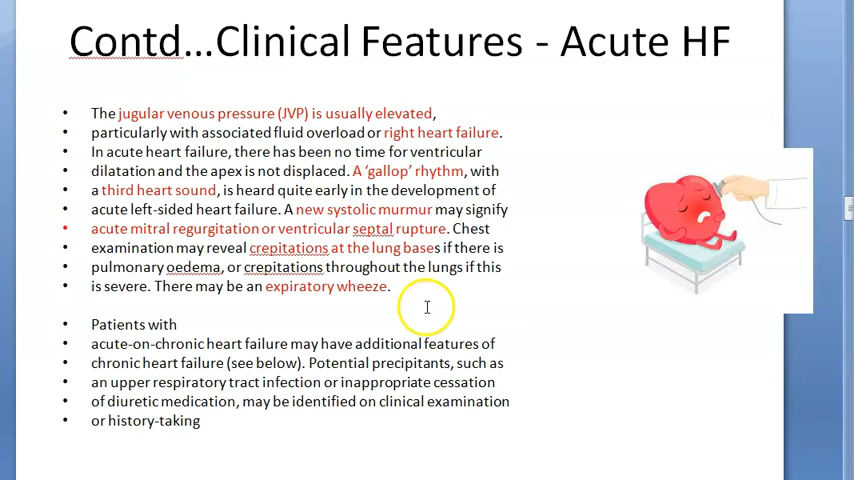 Contd...Clinical Features - Acute HF
• The jugular venous pressure (JVP) is usually elevated,
• particularly with associated fluid overload or right heart failure.
• In acute heart failure, there has been no time for ventricular
• dilatation and the apex is not displaced. A ‘gallop’ rhythm, with
• a third heart sound, is heard quite early in the development of
• acute left-sided heart failure. A new systolic murmur may signify
• acute mitral regurgitation or ventricular septal rupture. Chest
• examination may reveal crepitations at the lung bases if there is
• pulmonary oedema, or crepitations throughout the lungs if this
• is severe. There may be an expiratory wheeze.
• Patients with
• acute-on-chronic heart failure may have additional features of
• chronic heart failure (see below). Potential precipitants, such as
• an upper respiratory tract infection or inappropriate cessation
• of diuretic medication, may be identified on clinical examination
• or history-taking